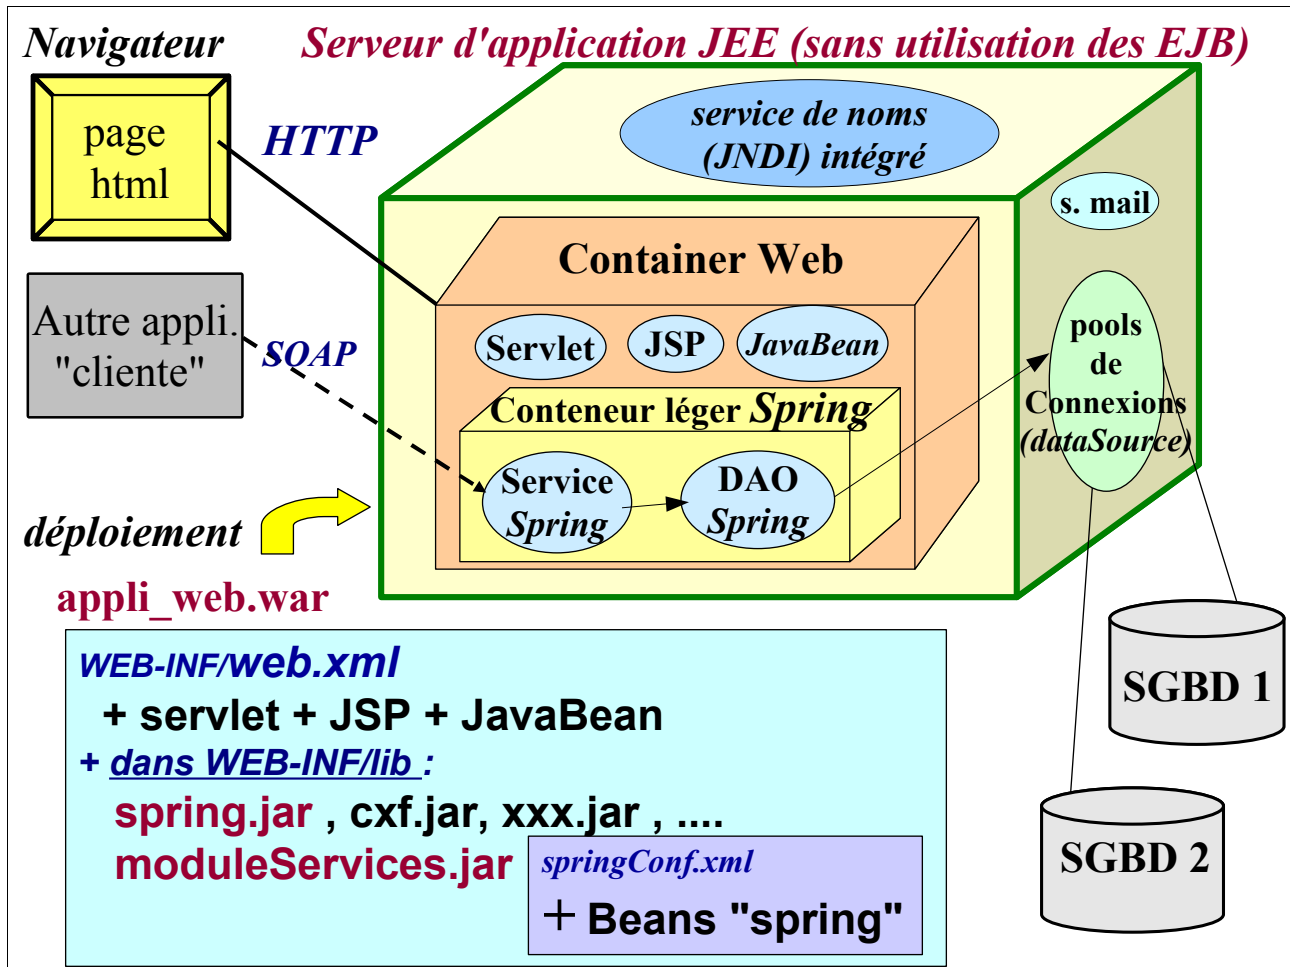 Navigateur
Serveur d'application JEE (sans utilisation des EJB)
page
html
HTTP
service de noms
(JNDI) intégré
s. mail
Container Web
Autre appli.
"cliente"
SOAP
Servlet
JSP
JavaBean
pools
de
Connexions
(dataSource)
Conteneur léger Spring
Service
Spring
DAO
Spring
déploiement
appli_web.war
WEB-INF/web.xml
+ servlet + JSP + JavaBean
+ dans WEB-INF/lib :
spring.jar , cxf.jar, xxx.jar , ....
moduleServices.jar
springConf.xml
+ Beans "spring"
SGBD 1
SGBD 2